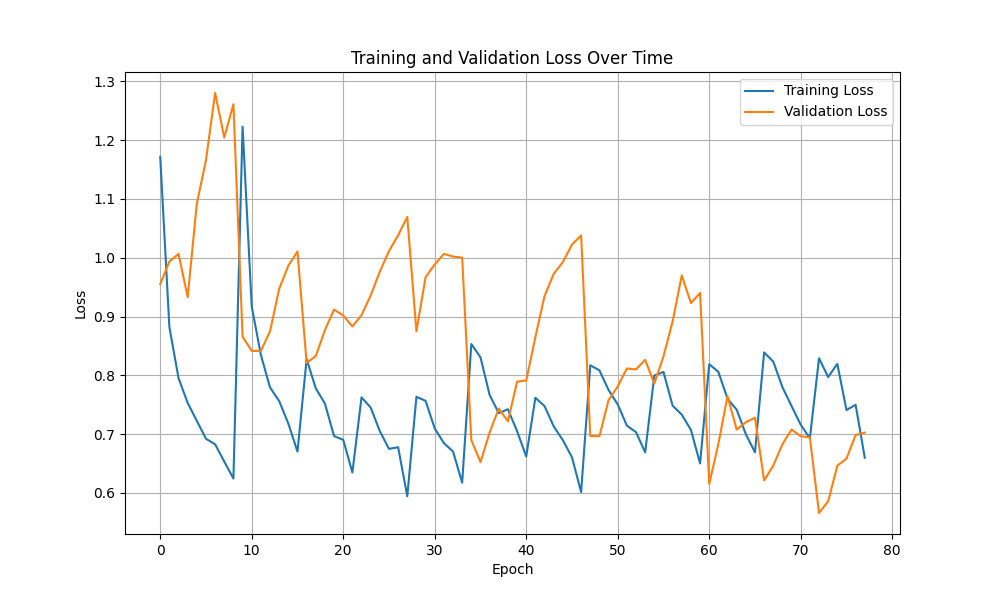 Training and Validation Loss Over Time
Training Loss
Validation Loss
1.3
1.2
1.1
1.0
0.9
0.8
0.7
0.6
Loss
0 10 20 30 40 50 60 70 80
Epoch